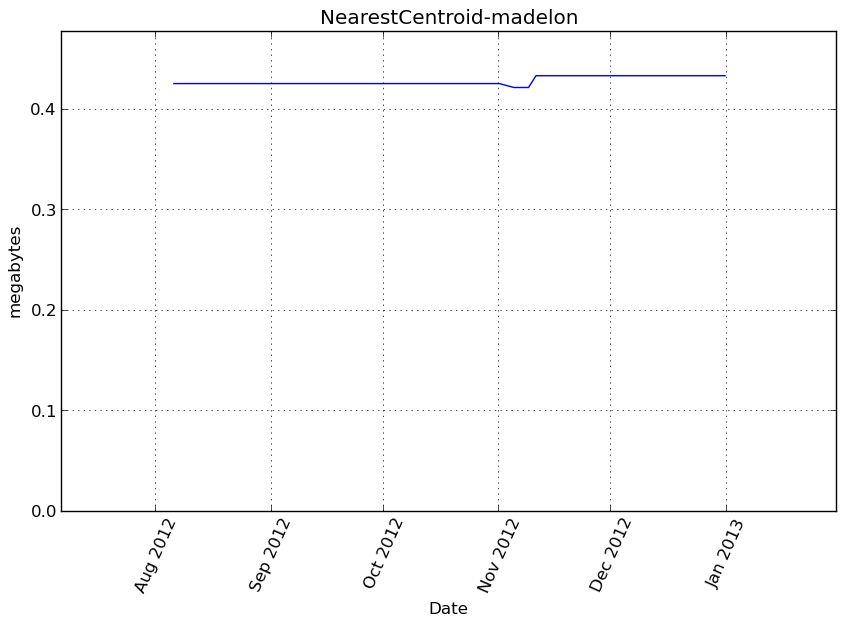 NearestCentroid-madelon
megabytes
0.4
0.3
0.2
0.1
0.0
Aug 2012
Sep 2012
Oct 2012
Nov 2012
Dec 2012
Jan 2013
Date